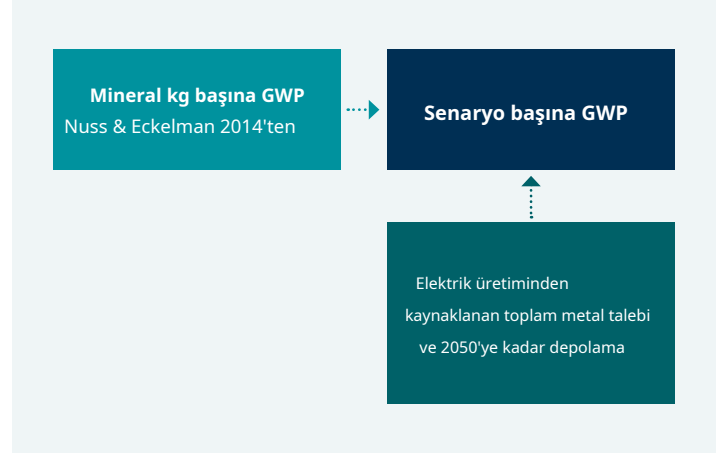 Mineral kg başına GWP
Nuss & Eckelman 2014'ten
Senaryo başına GWP
Elektrik üretiminden
kaynaklanan toplam metal talebi
ve 2050'ye kadar depolama